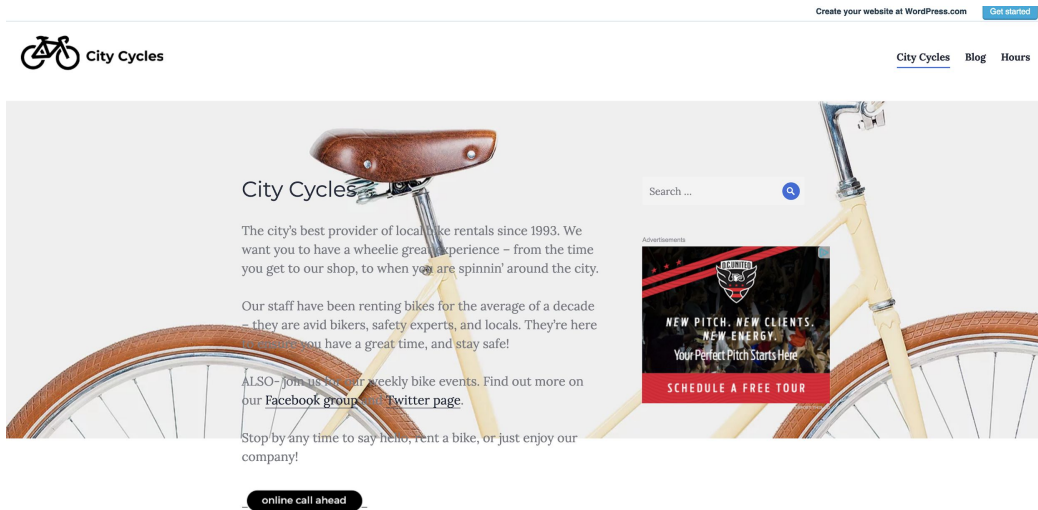 Create your website at WordPress.com
Get started
City Cycles
City Cycles Blog Hours
City Cycles
Search ...
The city's best provider of local bike rentals since 1993. We
want you to have a wheelie great experience – from the time
you get to our shop, to when you are spinnin' around the city.
Our staff have been renting bikes for the average of a decade
– they are avid bikers, safety experts, and locals. They're here
you have a great time, and stay safe!
ALSO- join us for our weekly bike events. Find out more on
our Facebook group Twitter page.
Stop by any time to say hello, rent a bike, or just enjoy our
company!
online call ahead
Advertisements
D.C.UNITED
NEW PITCH. NEW CLIENTS.
NEW ENERGY.
Your Perfect Pitch Starts Here
SCHEDULE A FREE TOUR